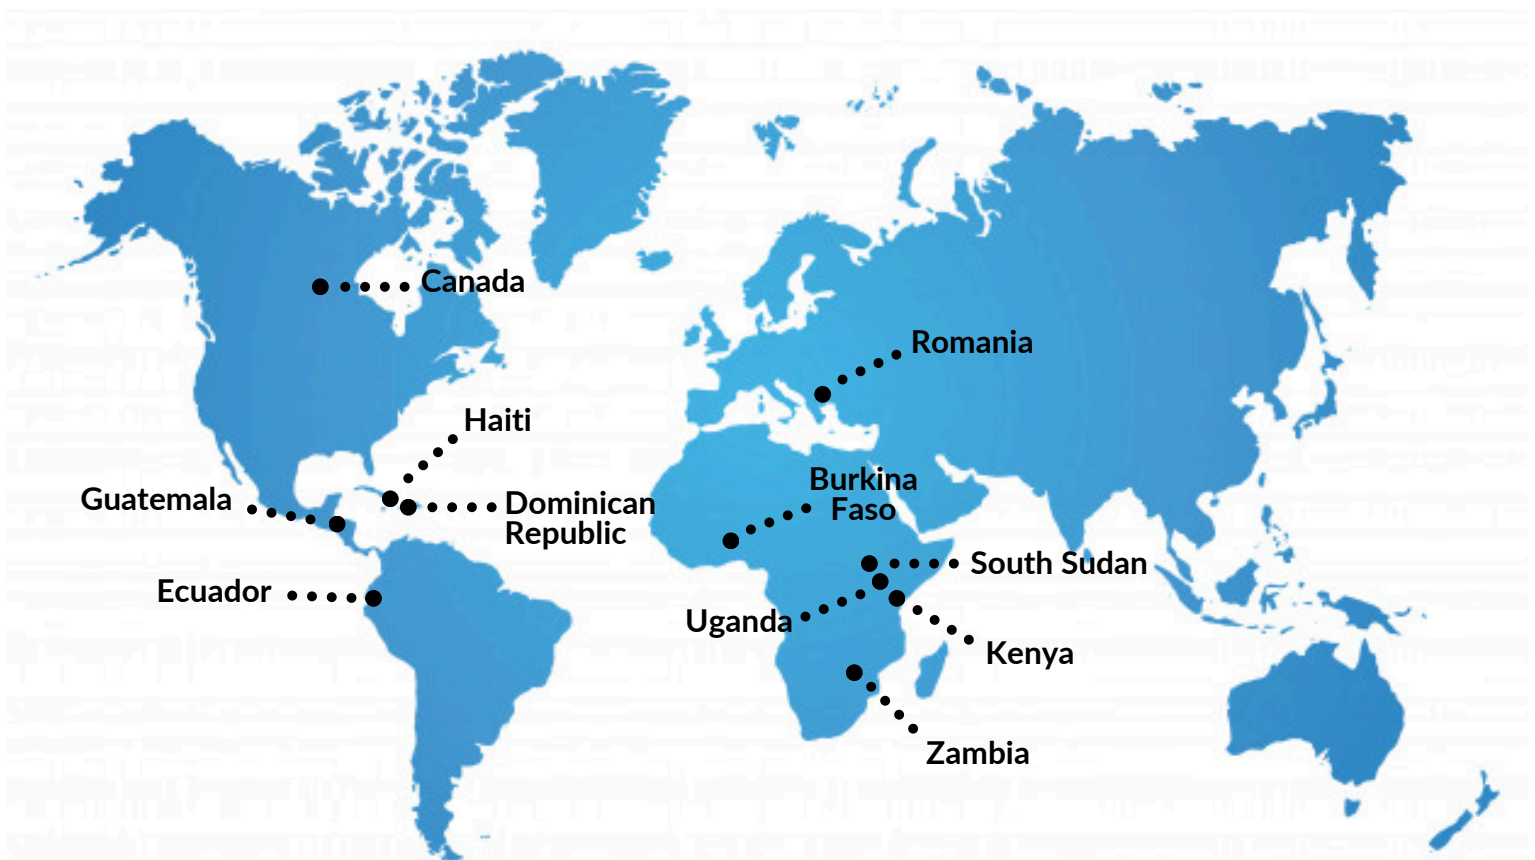 Canada
Romania
Haiti
Burkina
Faso
Guatemala
Dominican
Republic
South Sudan
Ecuador
Uganda
Kenya
Zambia